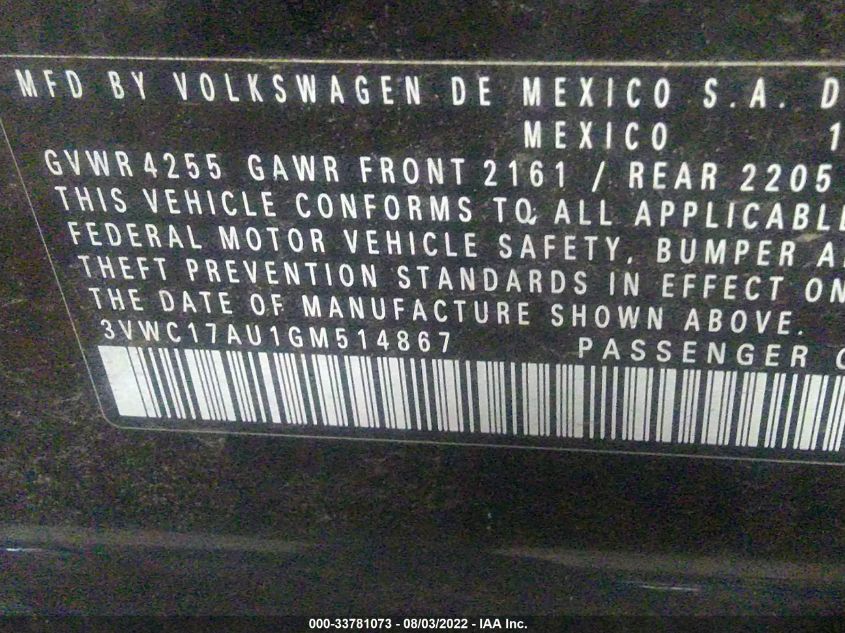 MFD BY VOLKSWAGEN DE MEXICO S.A. D
MEXICO 1
GVWR 4255 GAWR FRONT 2161 / REAR 2205
THIS VEHICLE CONFORMS TO ALL APPLICABLE
FEDERAL MOTOR VEHICLE SAFETY, BUMPER A
THEFT PREVENTION STANDARDS IN EFFECT ON
THE DATE OF MANUFACTURE SHOWN ABOVE.
3VWC17AU1GM514867 PASSENGER C
000-33781073 - 08/03/2022 - IAA Inc.